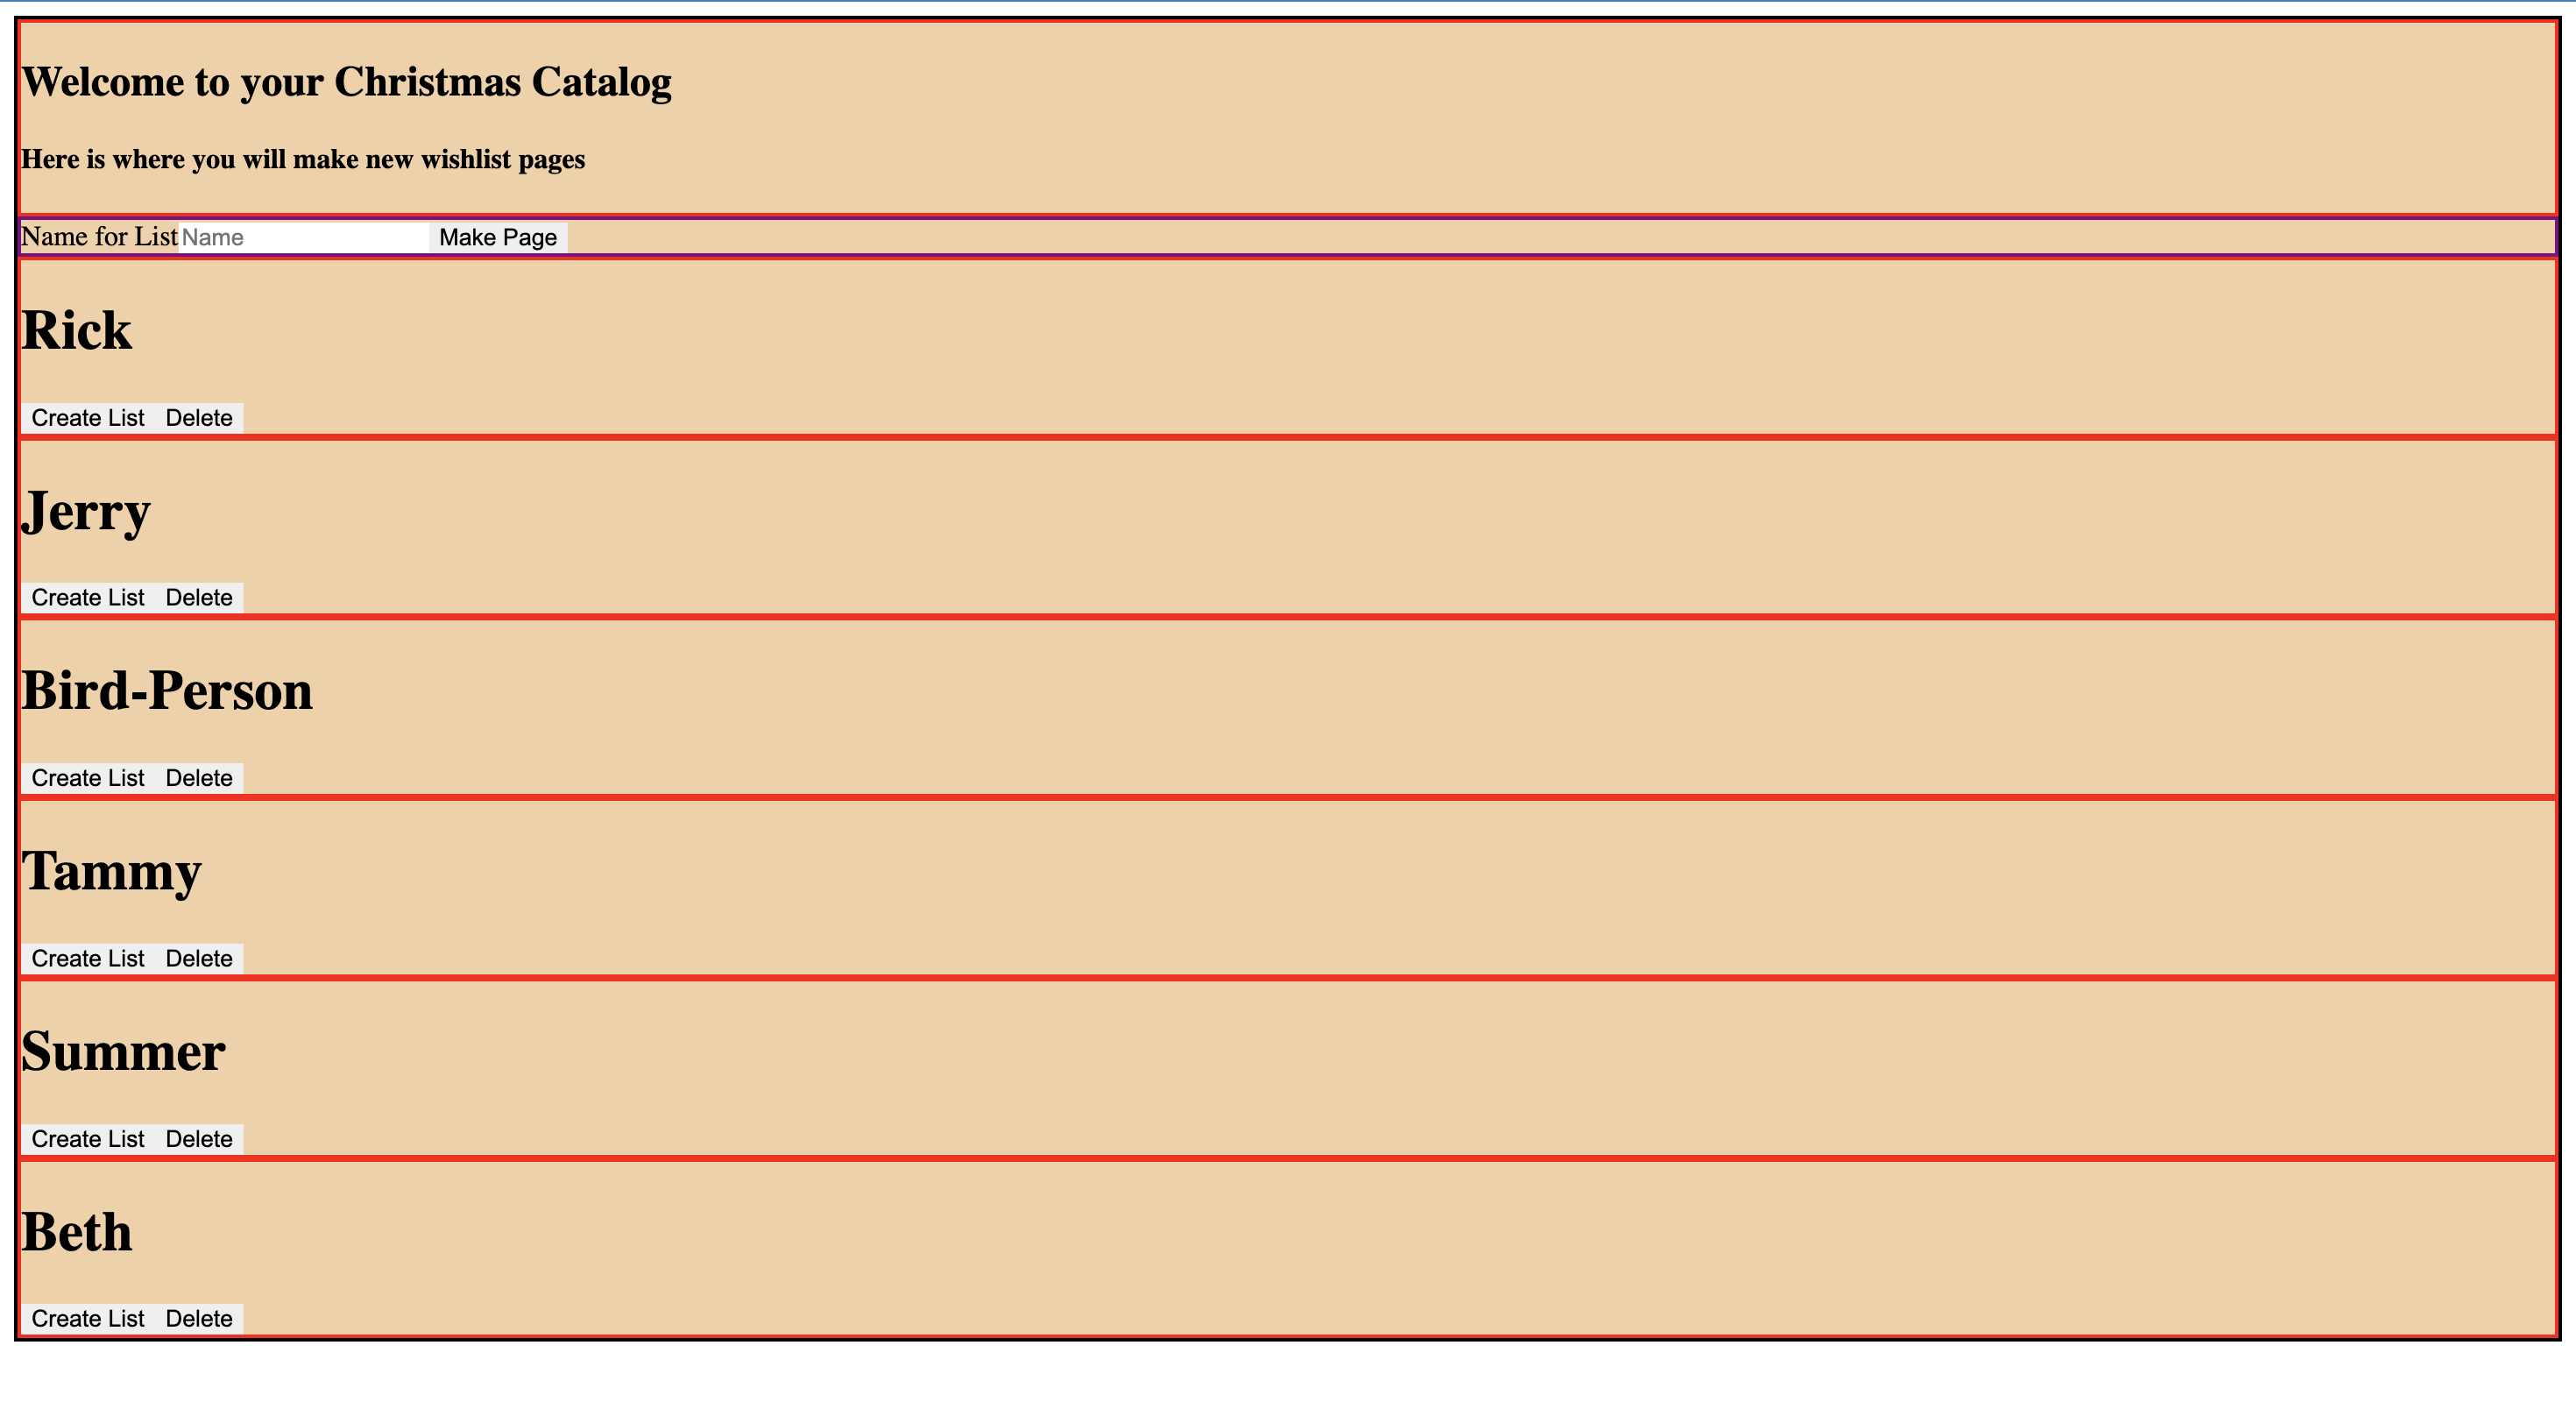 Welcome to your Christmas Catalog
Here is where you will make new wishlist pages
Name for List Name Make Page
Rick
Create List Delete
Jerry
Create List Delete
Bird-Person
Create List Delete
Tammy
Create List Delete
Summer
Create List Delete
Beth
Create List Delete